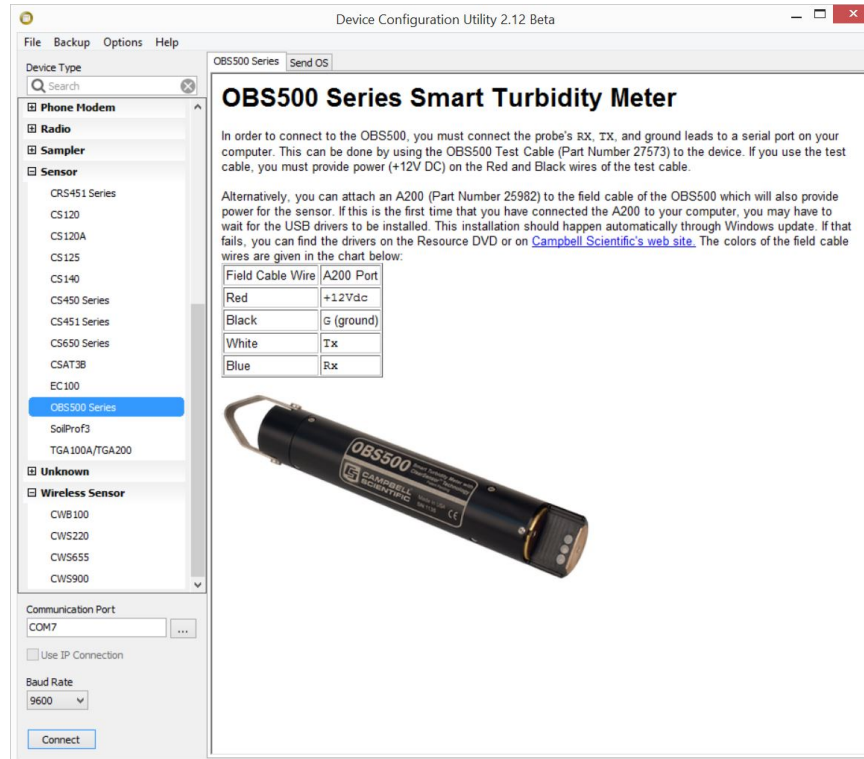 Device Configuration Utility 2.12 Beta
File Backup Options Help
Device Type
Search
Phone Modem
Radio
Sampler
Sensor
CRS451 Series
CS120
CS120A
CS125
CS140
CS450 Series
CS451 Series
CS650 Series
CSAT3B
EC100
OBS500 Series
SoilProf3
TGA100A/TGA200
Unknown
Wireless Sensor
CWB100
CWS220
CWS655
CWS900
Communication Port
COM7
...
Use IP Connection
Baud Rate
9600
Connect
OBS500 Series Send OS
OBS500 Series Smart Turbidity Meter
In order to connect to the OBS500, you must connect the probe's RX, TX, and ground leads to a serial port on your
computer. This can be done by using the OBS500 Test Cable (Part Number 27573) to the device. If you use the test
cable, you must provide power (+12V DC) on the Red and Black wires of the test cable.
Alternatively, you can attach an A200 (Part Number 25982) to the field cable of the OBS500 which will also provide
power for the sensor. If this is the first time that you have connected the A200 to your computer, you may have to
wait for the USB drivers to be installed. This installation should happen automatically through Windows update. If that
fails, you can find the drivers on the Resource DVD or on Campbell Scientific's web site. The colors of the field cable
wires are given in the chart below:
Field Cable Wire A200 Port
Red +12Vdc
Black G (ground)
White Tx
Blue Rx
OBS500
Smart Turbidity Meter with
CAMPBELL
SCIENTIFIC
Made in USA
CE